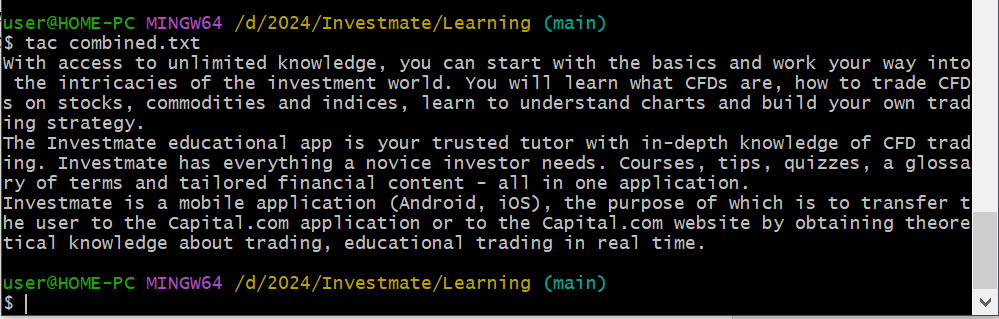 user@HOME-PC MINGW64 /d/2024/Investmate/Learning (main)
$ tac combined.txt
With access to unlimited knowledge, you can start with the basics and work your way into
 the intricacies of the investment world. You will learn what CFDs are, how to trade CFD
s on stocks, commodities and indices, learn to understand charts and build your own trad
ing strategy.
The Investmate educational app is your trusted tutor with in-depth knowledge of CFD trad
ing. Investmate has everything a novice investor needs. Courses, tips, quizzes, a glossa
ry of terms and tailored financial content - all in one application.
Investmate is a mobile application (Android, iOS), the purpose of which is to transfer t
he user to the Capital.com application or to the Capital.com website by obtaining theore
tical knowledge about trading, educational trading in real time.

user@HOME-PC MINGW64 /d/2024/Investmate/Learning (main)
$